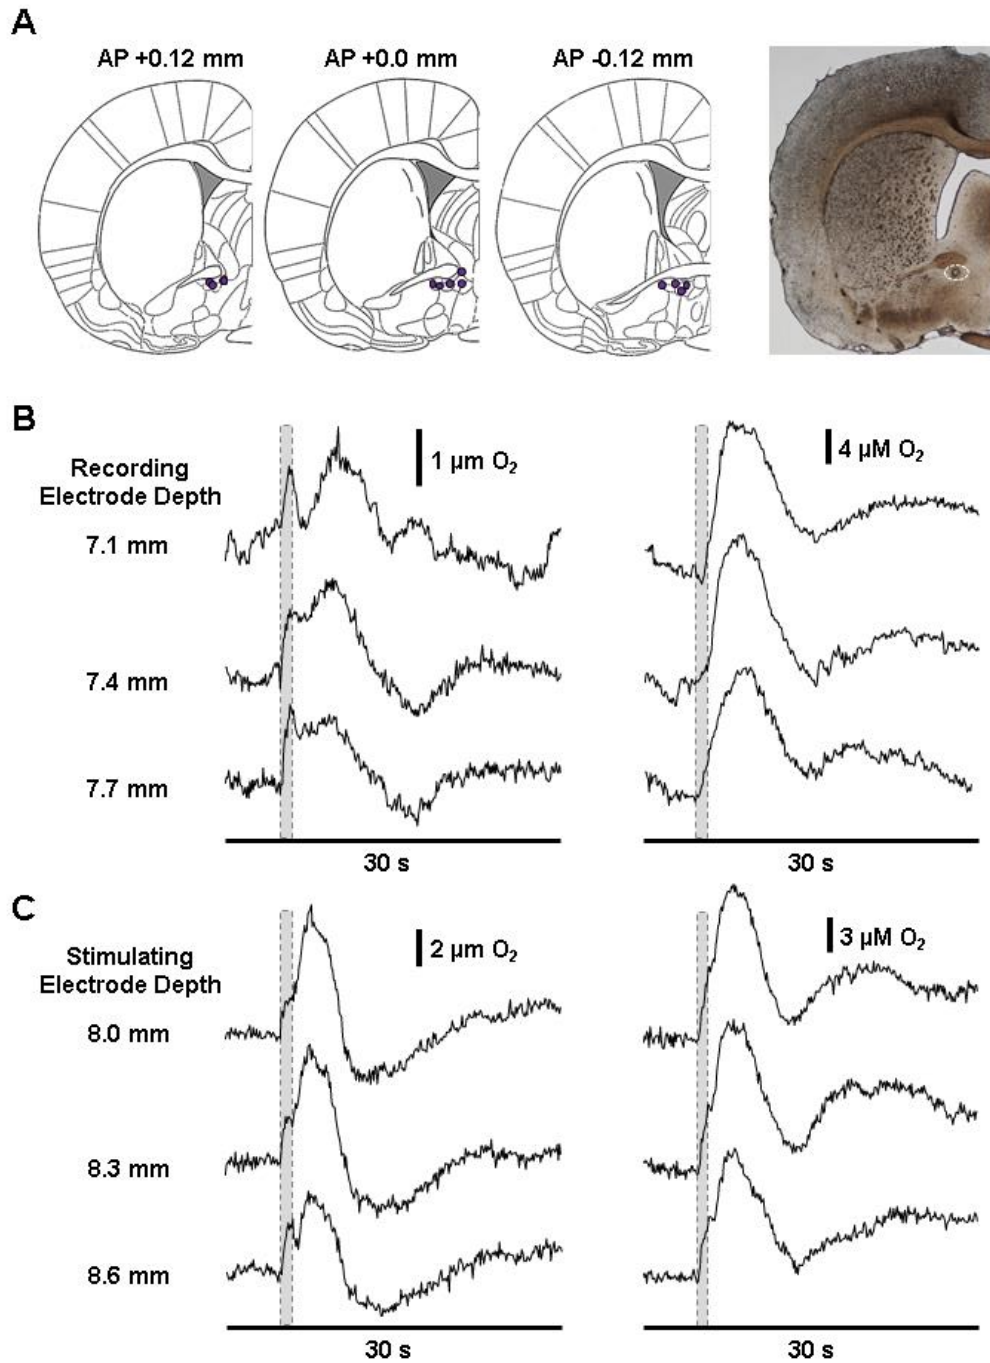 A
AP +0.12 mm
AP +0.0 mm
AP -0.12 mm
B
Recording
Electrode Depth
1 µm O₂
4 µM O₂
7.1 mm
7.4 mm
7.7 mm
30 s
30 s
C
Stimulating
Electrode Depth
2 µm O₂
3 µM O₂
8.0 mm
8.3 mm
8.6 mm
30 s
30 s